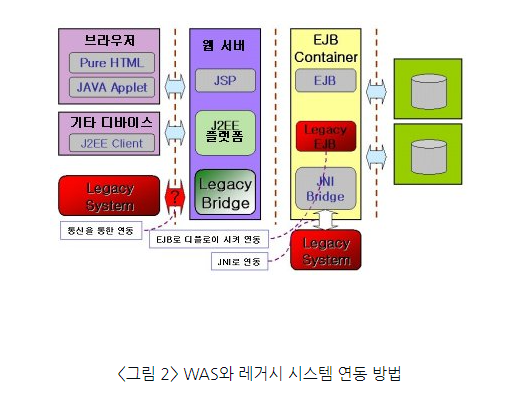 브라우저
Pure HTML
JAVA Applet
기타 디바이스
J2EE Client
Legacy
System
?
통신을 통한 연동
웹 서버
JSP
J2EE
플랫폼
Legacy
Bridge
EJB로 디플로이 시켜 연동
JNI로 연동
EJB
Container
EJB
Legacy
EJB
JNI
Bridge
Legacy
System
<그림 2> WAS와 레거시 시스템 연동 방법